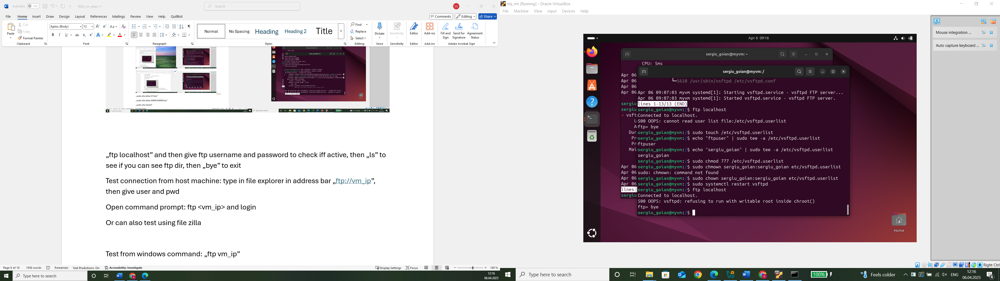 AutoSave Off
NSA_vm_steps
Search
SG
File Home Insert Draw Design Layout References Mailings Review View Help QuillBot
Comments Editing Share
Paste
Cut
Copy
Format Painter
Clipboard
Aptos (Body) 12
Font
Paragraph
Normal No Spacing Heading Heading 2 Title
Styles
Find
Replace
Select
Editing
Dictate
Voice
Sensitivity
Sensitivity
Editor
Editor
Add-ins
Add-ins
Fill and Sign
Send for Signature
Agreement Status
Adobe Acrobat Sign
„sudo ufw allow 21/tcp”
„sudo ufw allow 40000:50000/tcp”
„sudo ufw reload”
„ftp localhost” and then give ftp username and password to check iff active, then „ls” to
see if you can see ftp dir, then „bye” to exit
Test connection from host machine: type in file explorer in address bar „ftp://vm_ip”,
then give user and pwd
Open command prompt: ftp <vm_ip> and login
Or can also test using file zilla
Test from windows command: „ftp vm_ip”
Page 8 of 16 1956 words Romanian Text Predictions: On Accessibility: Investigate Display Settings Focus 180 %
Type here to search
12:16
06.04.2025
my_vm [Running] - Oracle VirtualBox
File Machine View Input Devices Help
Mouse integration ...
Auto capture keyboard ...
Apr 6 09:16
sergiu_goian@myvm: ~
CPU: 5ms
Apr 06
Apr 06
Apr 06
Apr 06
sergiu
sergiu
× vsft
Dur
Pr
Pr
Mai
Apr 06
Apr 06
Apr 06
Apr 06
lines
sergiu
sergiu_goian@myvm: /
└─5610 /usr/sbin/vsftpd /etc/vsftpd.conf
Apr 06 09:07:03 myvm systemd[1]: Starting vsftpd.service - vsftpd FTP server...
Apr 06 09:07:03 myvm systemd[1]: Started vsftpd.service - vsftpd FTP server.
lines 1-13/13 (END)
sergiu_goian@myvm:/$ ftp localhost
Connected to localhost.
500 OOPS: cannot read user list file:/etc/vsftpd.userlist
ftp> bye
sergiu_goian@myvm:/$ sudo touch /etc/vsftpd.userlist
sergiu_goian@myvm:/$ echo "ftpuser" | sudo tee -a /etc/vsftpd.userlist
ftpuser
sergiu_goian@myvm:/$ echo "sergiu_goian" | sudo tee -a /etc/vsftpd.userlist
sergiu_goian
sergiu_goian@myvm:/$ sudo chmod 777 /etc/vsftpd.userlist
sergiu_goian@myvm:/$ sudo chmown sergiu_goian:sergiu_goian etc/vsftpd.userlist
sudo: chmown: command not found
sergiu_goian@myvm:/$ sudo chown sergiu_goian:sergiu_goian etc/vsftpd.userlist
sergiu_goian@myvm:/$ sudo systemctl restart vsftpd
sergiu_goian@myvm:/$ ftp localhost
Connected to localhost.
500 OOPS: vsftpd: refusing to run with writable root inside chroot()
ftp> bye
sergiu_goian@myvm:/$
Home
Right Ctrl
Type here to search
100%
Feels colder
ENG
12:16
06.04.2025
4